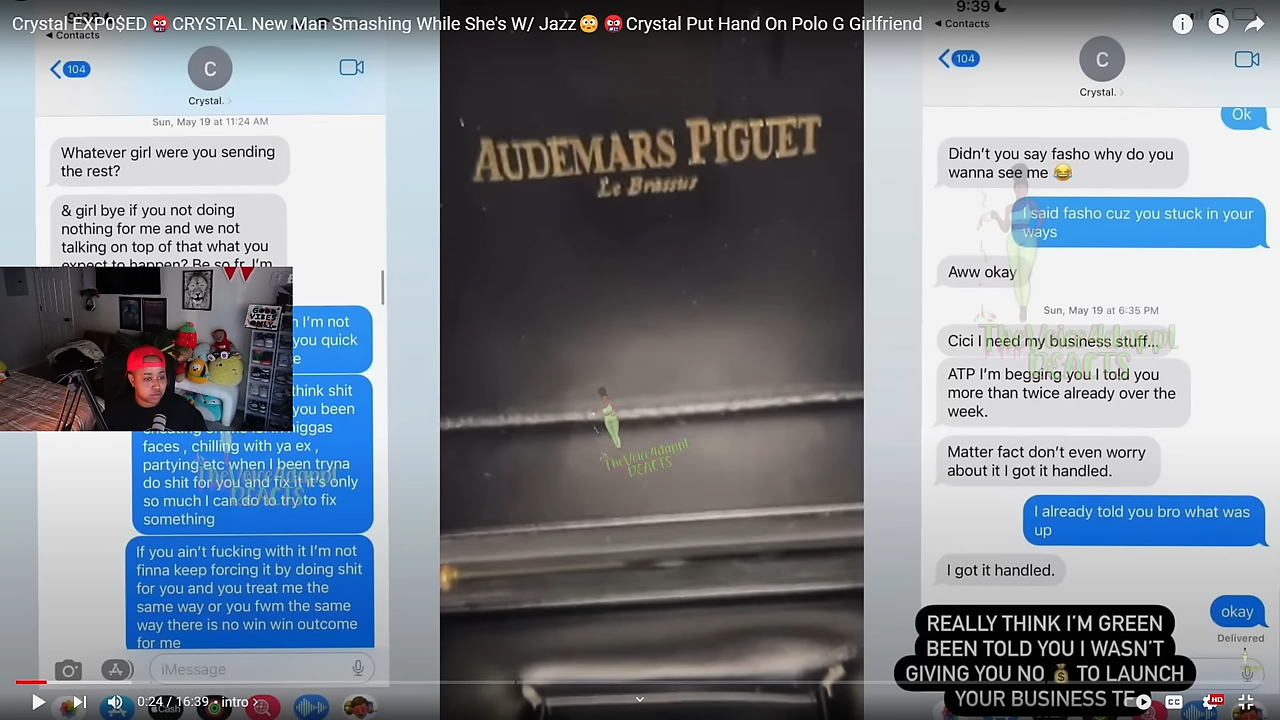 Crystal EXP0$ED👹CRYSTAL New Man Smashing While She's W/ Jazz😳 👹Crystal Put Hand On Polo G Girlfriend
Contacts
104
C
Crystal.
Sun, May 19 at 11:24 AM
Whatever girl were you sending
the rest?
& girl bye if you not doing
nothing for me and we not
talking on top of that what you
expect to happen? Be so fr. I'm
I'm not
you quick
think shit
you been
niggas
faces , chilling with ya ex ,
partying etc when I been tryna
do shit for you and fix it it's only
so much I can do to try to fix
something
If you ain't fucking with it I'm not
finna keep forcing it by doing shit
for you and you treat me the
same way or you fwm the same
way there is no win win outcome
for me
iMessage
GOOD
VIBES
AUDEMARS PIGUET
Le Brassus
TheVoice4dappl
REACTS
9:39
Contacts
104
C
Crystal.
Ok
Didn't you say fasho why do you
wanna see me 😂
I said fasho cuz you stuck in your
ways
Aww okay
Sun, May 19 at 6:35 PM
Cici I need my business stuff...
TheVoice4dappl
REACTS
ATP I'm begging you I told you
more than twice already over the
week.
Matter fact don't even worry
about it I got it handled.
I already told you bro what was
up
I got it handled.
okay
Delivered
REALLY THINK I'M GREEN
BEEN TOLD YOU I WASN'T
GIVING YOU NO 💰 TO LAUNCH
YOUR BUSINESS TE
0:24 / 16:39 • intro
CC
HD